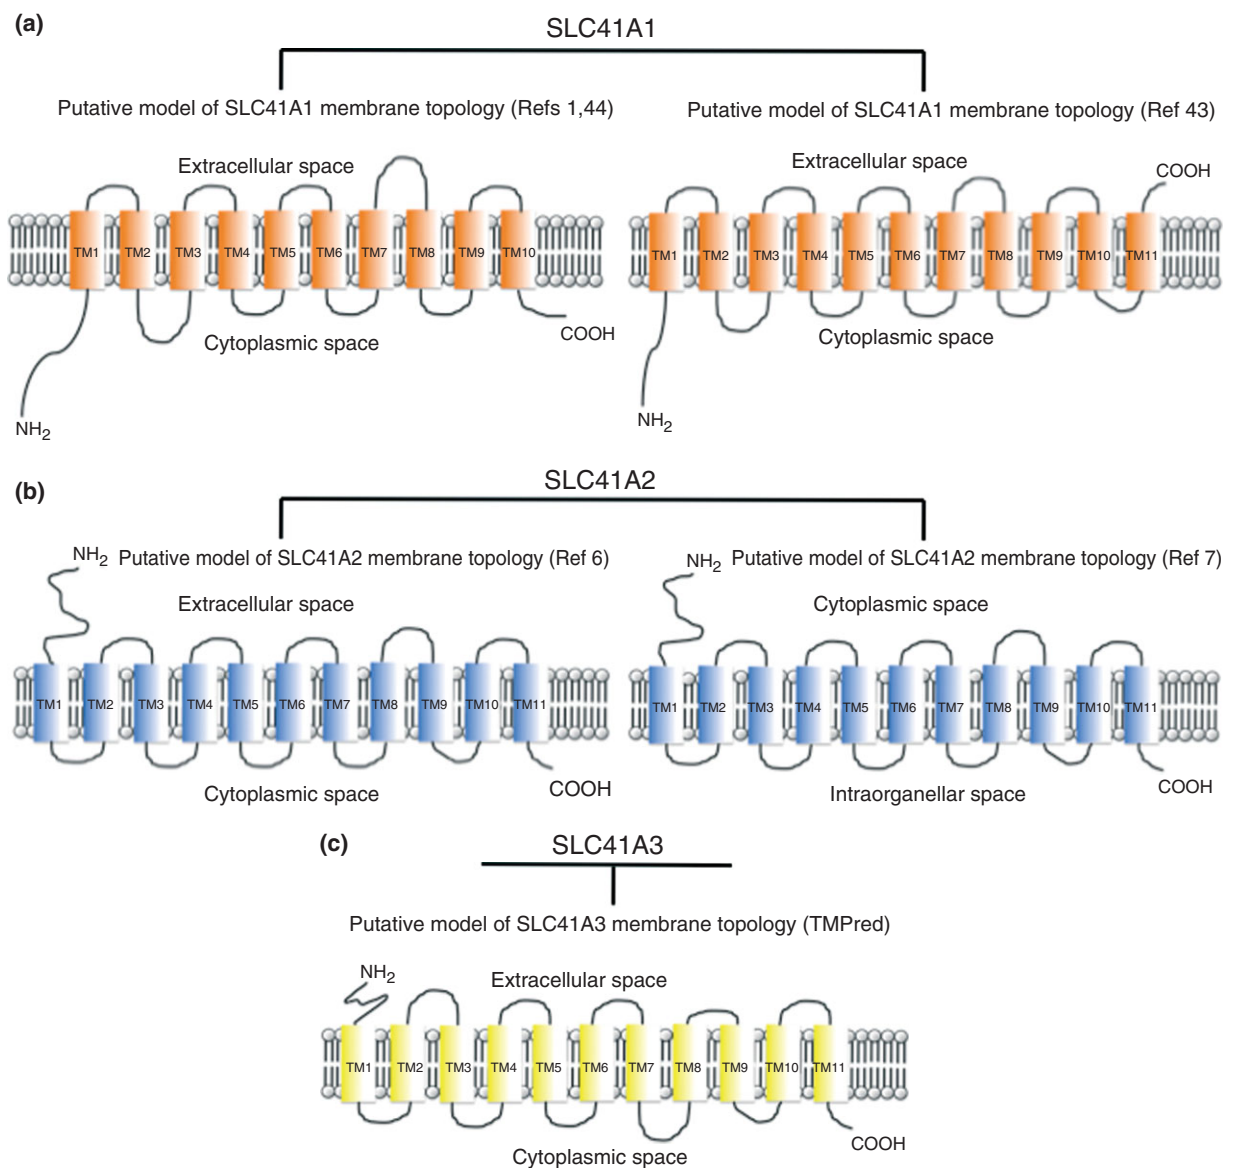 (a)
SLC41A1
Putative model of SLC41A1 membrane topology (Refs 1,44)
Extracellular space
TM1 TM2 TM3 TM4 TM5 TM6 TM7 TM8 TM9 TM10
Cytoplasmic space
COOH
NH2
Putative model of SLC41A1 membrane topology (Ref 43)
Extracellular space
COOH
TM1 TM2 TM3 TM4 TM5 TM6 TM7 TM8 TM9 TM10 TM11
Cytoplasmic space
NH2
(b)
SLC41A2
NH2 Putative model of SLC41A2 membrane topology (Ref 6)
Extracellular space
TM1 TM2 TM3 TM4 TM5 TM6 TM7 TM8 TM9 TM10 TM11
Cytoplasmic space
COOH
NH2 Putative model of SLC41A2 membrane topology (Ref 7)
Cytoplasmic space
TM1 TM2 TM3 TM4 TM5 TM6 TM7 TM8 TM9 TM10 TM11
Intraorganellar space
COOH
(c)
SLC41A3
Putative model of SLC41A3 membrane topology (TMPred)
NH2
Extracellular space
TM1 TM2 TM3 TM4 TM5 TM6 TM7 TM8 TM9 TM10 TM11
COOH
Cytoplasmic space